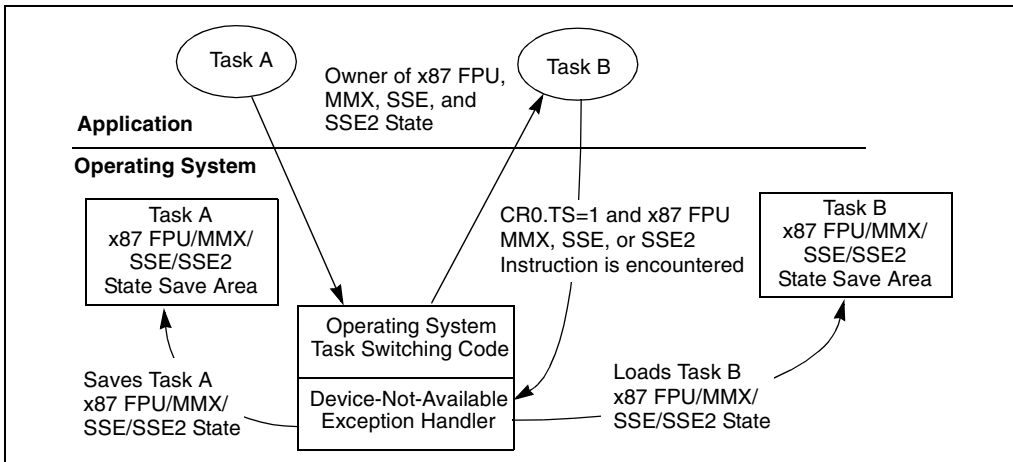 Task A
Owner of x87 FPU,
MMX, SSE, and
SSE2 State
Task B
Application
Operating System
Task A
x87 FPU/MMX/
SSE/SSE2
State Save Area
CR0.TS=1 and x87 FPU
MMX, SSE, or SSE2
Instruction is encountered
Task B
x87 FPU/MMX/
SSE/SSE2
State Save Area
Operating System
Task Switching Code
Saves Task A
x87 FPU/MMX/
SSE/SSE2 State
Device-Not-Available
Exception Handler
Loads Task B
x87 FPU/MMX/
SSE/SSE2 State